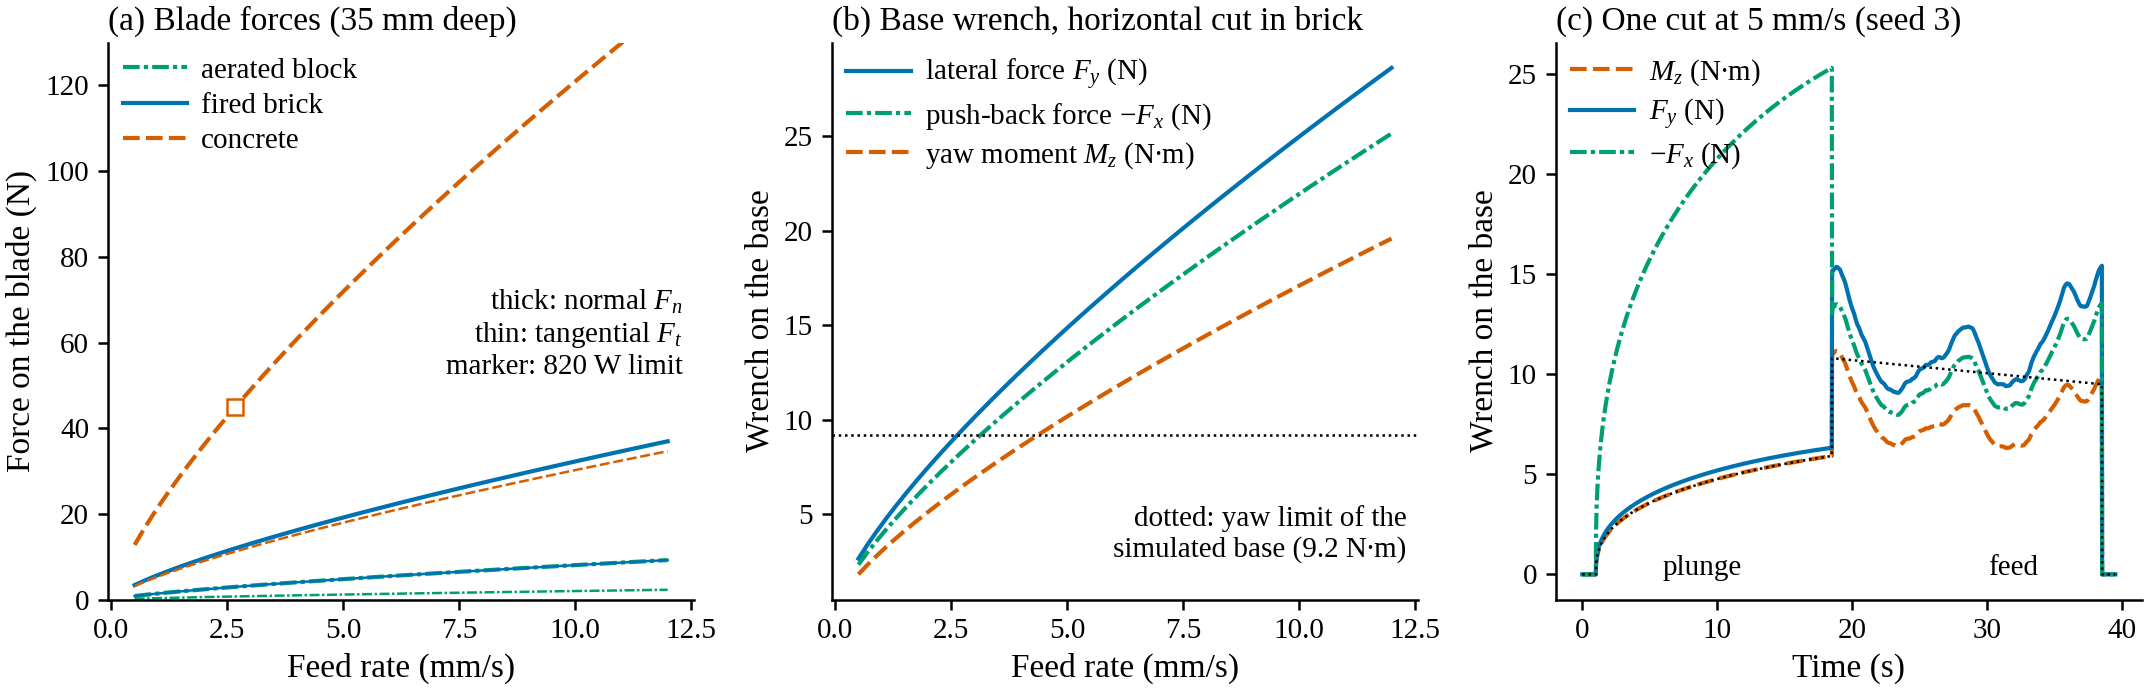 (a) Blade forces (35 mm deep)
aerated block
fired brick
concrete
thick: normal Fn
thin: tangential Ft
marker: 820 W limit
Force on the blade (N)
0
20
40
60
80
100
120
0.0 2.5 5.0 7.5 10.0 12.5
Feed rate (mm/s)
(b) Base wrench, horizontal cut in brick
lateral force Fy (N)
push-back force −Fx (N)
yaw moment Mz (N·m)
dotted: yaw limit of the
simulated base (9.2 N·m)
Wrench on the base
5
10
15
20
25
0.0 2.5 5.0 7.5 10.0 12.5
Feed rate (mm/s)
(c) One cut at 5 mm/s (seed 3)
Mz (N·m)
Fy (N)
−Fx (N)
plunge
feed
Wrench on the base
0
5
10
15
20
25
0 10 20 30 40
Time (s)